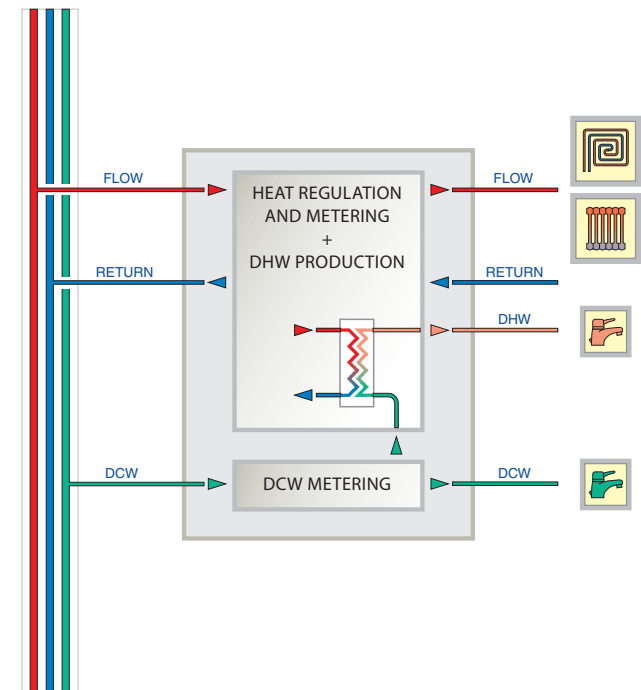 FLOW
FLOW
HEAT REGULATION
AND METERING
+
DHW PRODUCTION
RETURN
RETURN
DHW
DCW
DCW METERING
DCW